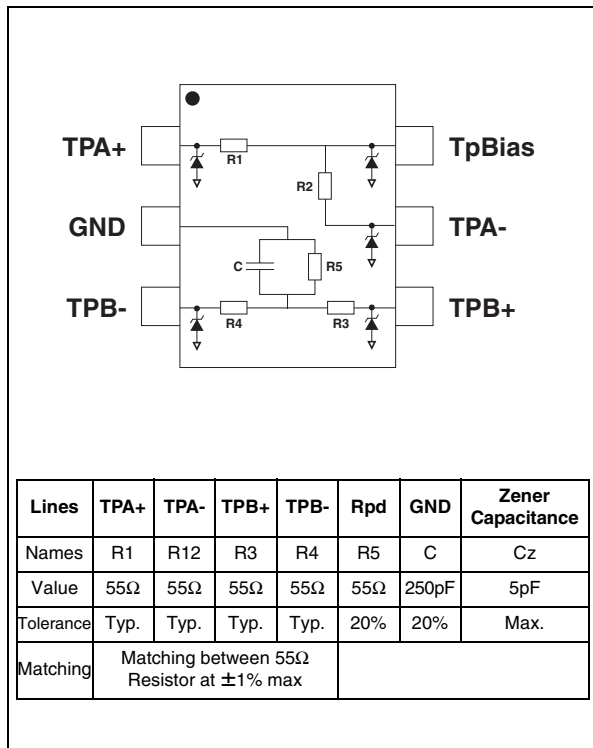 TPA+
R1
TpBias
R2
GND
TPA-
C
R5
TPB-
R4
R3
TPB+
Lines TPA+ TPA- TPB+ TPB- Rpd GND Zener Capacitance
Names R1 R12 R3 R4 R5 C Cz
Value 55Ω 55Ω 55Ω 55Ω 55Ω 250pF 5pF
Tolerance Typ. Typ. Typ. Typ. 20% 20% Max.
Matching Matching between 55Ω
Resistor at ±1% max